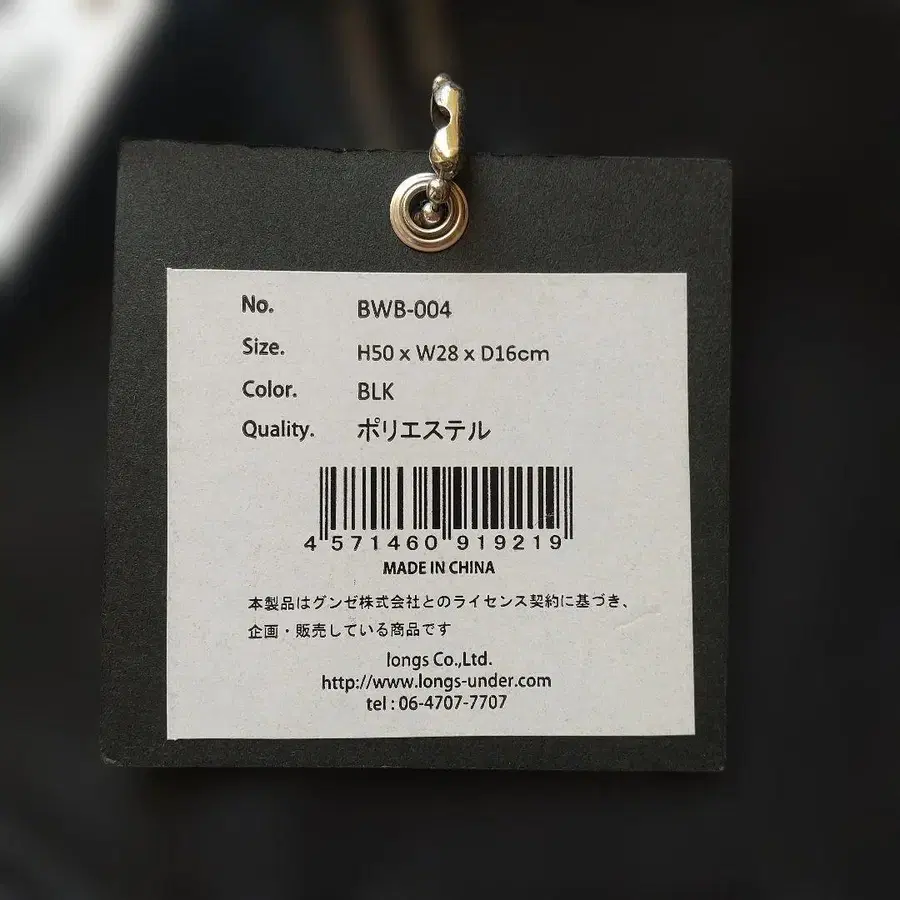 No. BWB-004
Size. H50 x W28 x D16cm
Color. BLK
Quality. ポリエステル
4 571460 919219
MADE IN CHINA
本製品はグンゼ株式会社とのライセンス契約に基づき、
企画・販売している商品です
longs Co.,Ltd.
http://www.longs-under.com
tel : 06-4707-7707